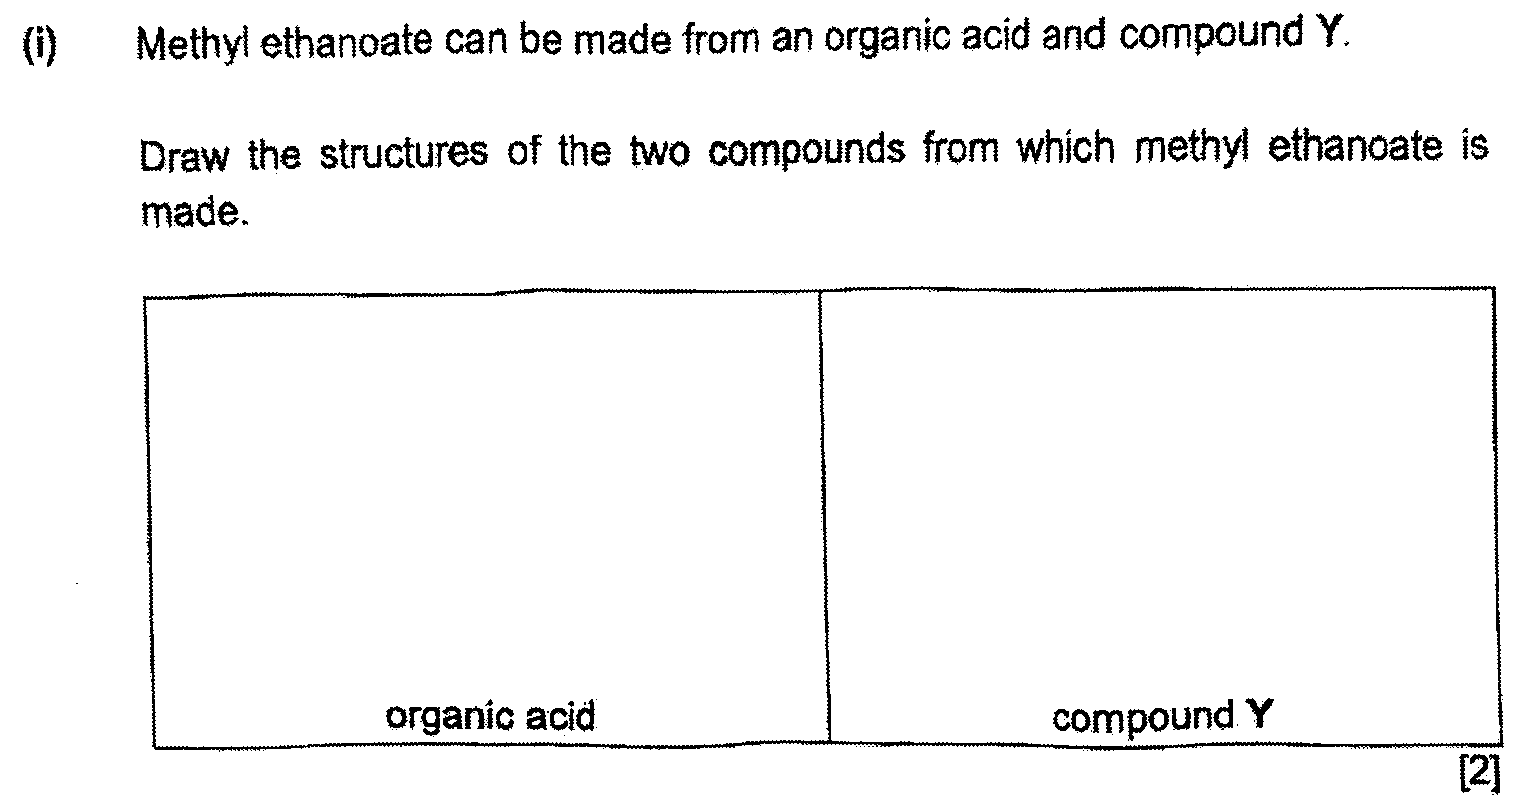 (i) Methyl ethanoate can be made from an organic acid and compound Y.
Draw the structures of the two compounds from which methyl ethanoate is
made.
organic acid
compound Y
[2]